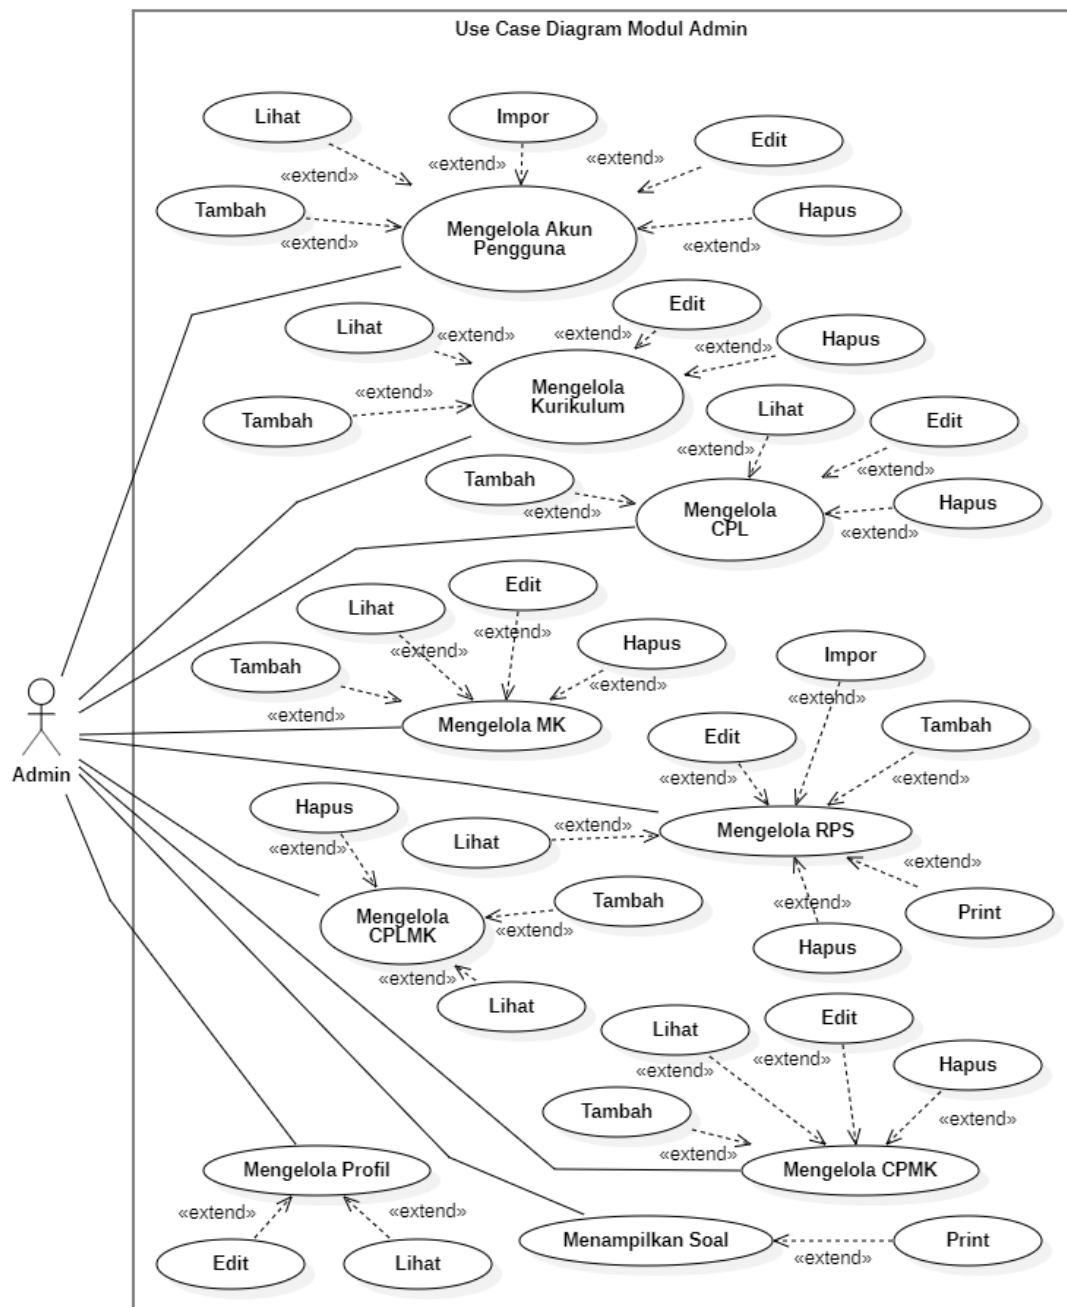 Use Case Diagram Modul Admin
Lihat
Impor
Edit
«extend»
«extend»
«extend»
Tambah
«extend»
Mengelola Akun
Pengguna
Hapus
«extend»
Lihat
«extend»
Edit
«extend»
Hapus
«extend»
Tambah
«extend»
Mengelola
Kurikulum
Lihat
«extend»
Edit
«extend»
Tambah
«extend»
Mengelola
CPL
Hapus
«extend»
Lihat
«extend»
Edit
«extend»
Hapus
«extend»
Tambah
«extend»
Mengelola MK
Impor
«extend»
Edit
«extend»
Tambah
«extend»
Admin
Hapus
«extend»
Lihat
«extend»
Mengelola RPS
«extend»
Print
«extend»
Hapus
Mengelola
CPLMK
Tambah
«extend»
«extend»
Lihat
Lihat
«extend»
Edit
«extend»
Hapus
«extend»
Tambah
«extend»
Mengelola CPMK
Mengelola Profil
«extend»
«extend»
Edit
Lihat
Menampilkan Soal
«extend»
Print